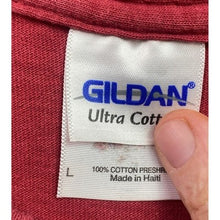 GILDAN®
Ultra Cott
L
100% COTTON PRESHR
Made in Haiti